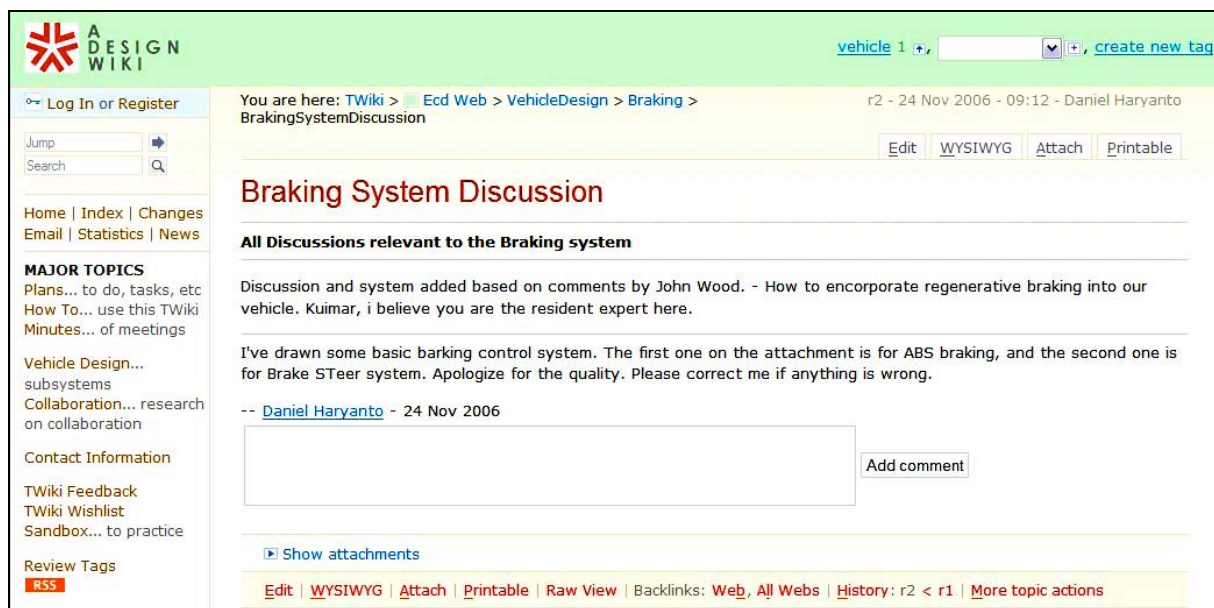 A
DESIGN
WIKI
vehicle 1 , , create new tag
Log In or Register
Jump
Search
Home | Index | Changes
Email | Statistics | News
MAJOR TOPICS
Plans... to do, tasks, etc
How To... use this TWiki
Minutes... of meetings
Vehicle Design...
subsystems
Collaboration... research
on collaboration
Contact Information
TWiki Feedback
TWiki Wishlist
Sandbox... to practice
Review Tags
RSS
You are here: TWiki > Ecd Web > VehicleDesign > Braking >
BrakingSystemDiscussion
r2 - 24 Nov 2006 - 09:12 - Daniel Haryanto
Edit WYSIWYG Attach Printable
Braking System Discussion
All Discussions relevant to the Braking system
Discussion and system added based on comments by John Wood. - How to encorporate regenerative braking into our
vehicle. Kuimar, i believe you are the resident expert here.
I've drawn some basic barking control system. The first one on the attachment is for ABS braking, and the second one is
for Brake STeer system. Apologize for the quality. Please correct me if anything is wrong.
-- Daniel Haryanto - 24 Nov 2006
Add comment
Show attachments
Edit | WYSIWYG | Attach | Printable | Raw View | Backlinks: Web, All Webs | History: r2 < r1 | More topic actions